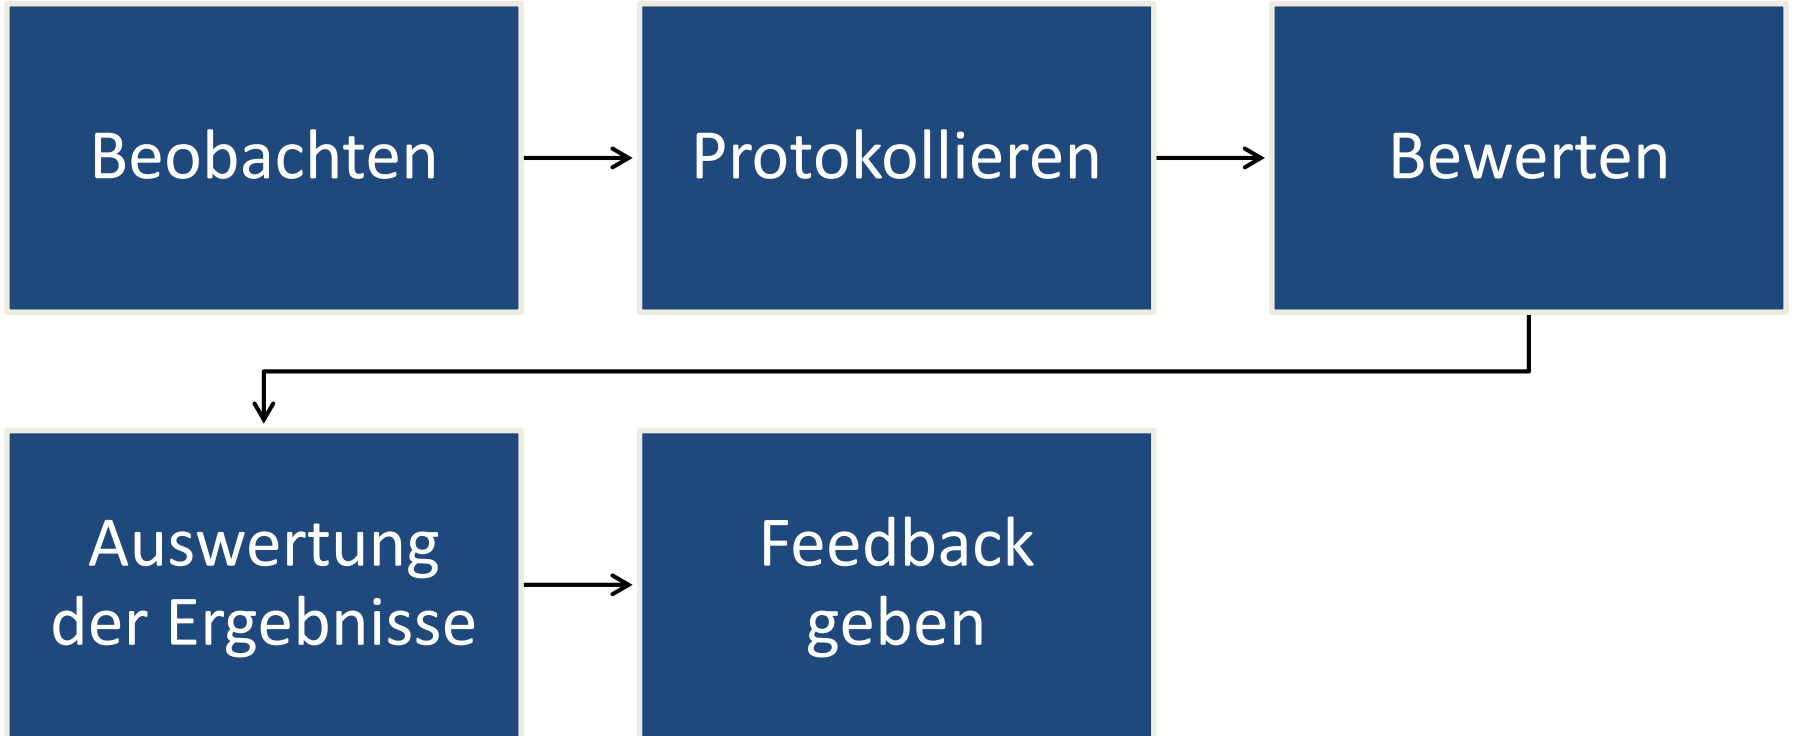 Beobachten
Protokollieren
Bewerten
Auswertung
der Ergebnisse
Feedback
geben